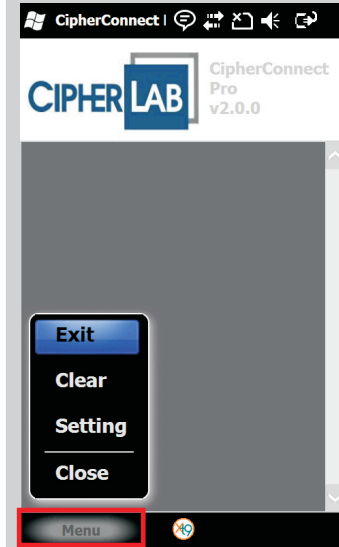 CipherConnect
CIPHERLAB
CipherConnect
Pro
v2.0.0
Exit
Clear
Setting
Close
Menu